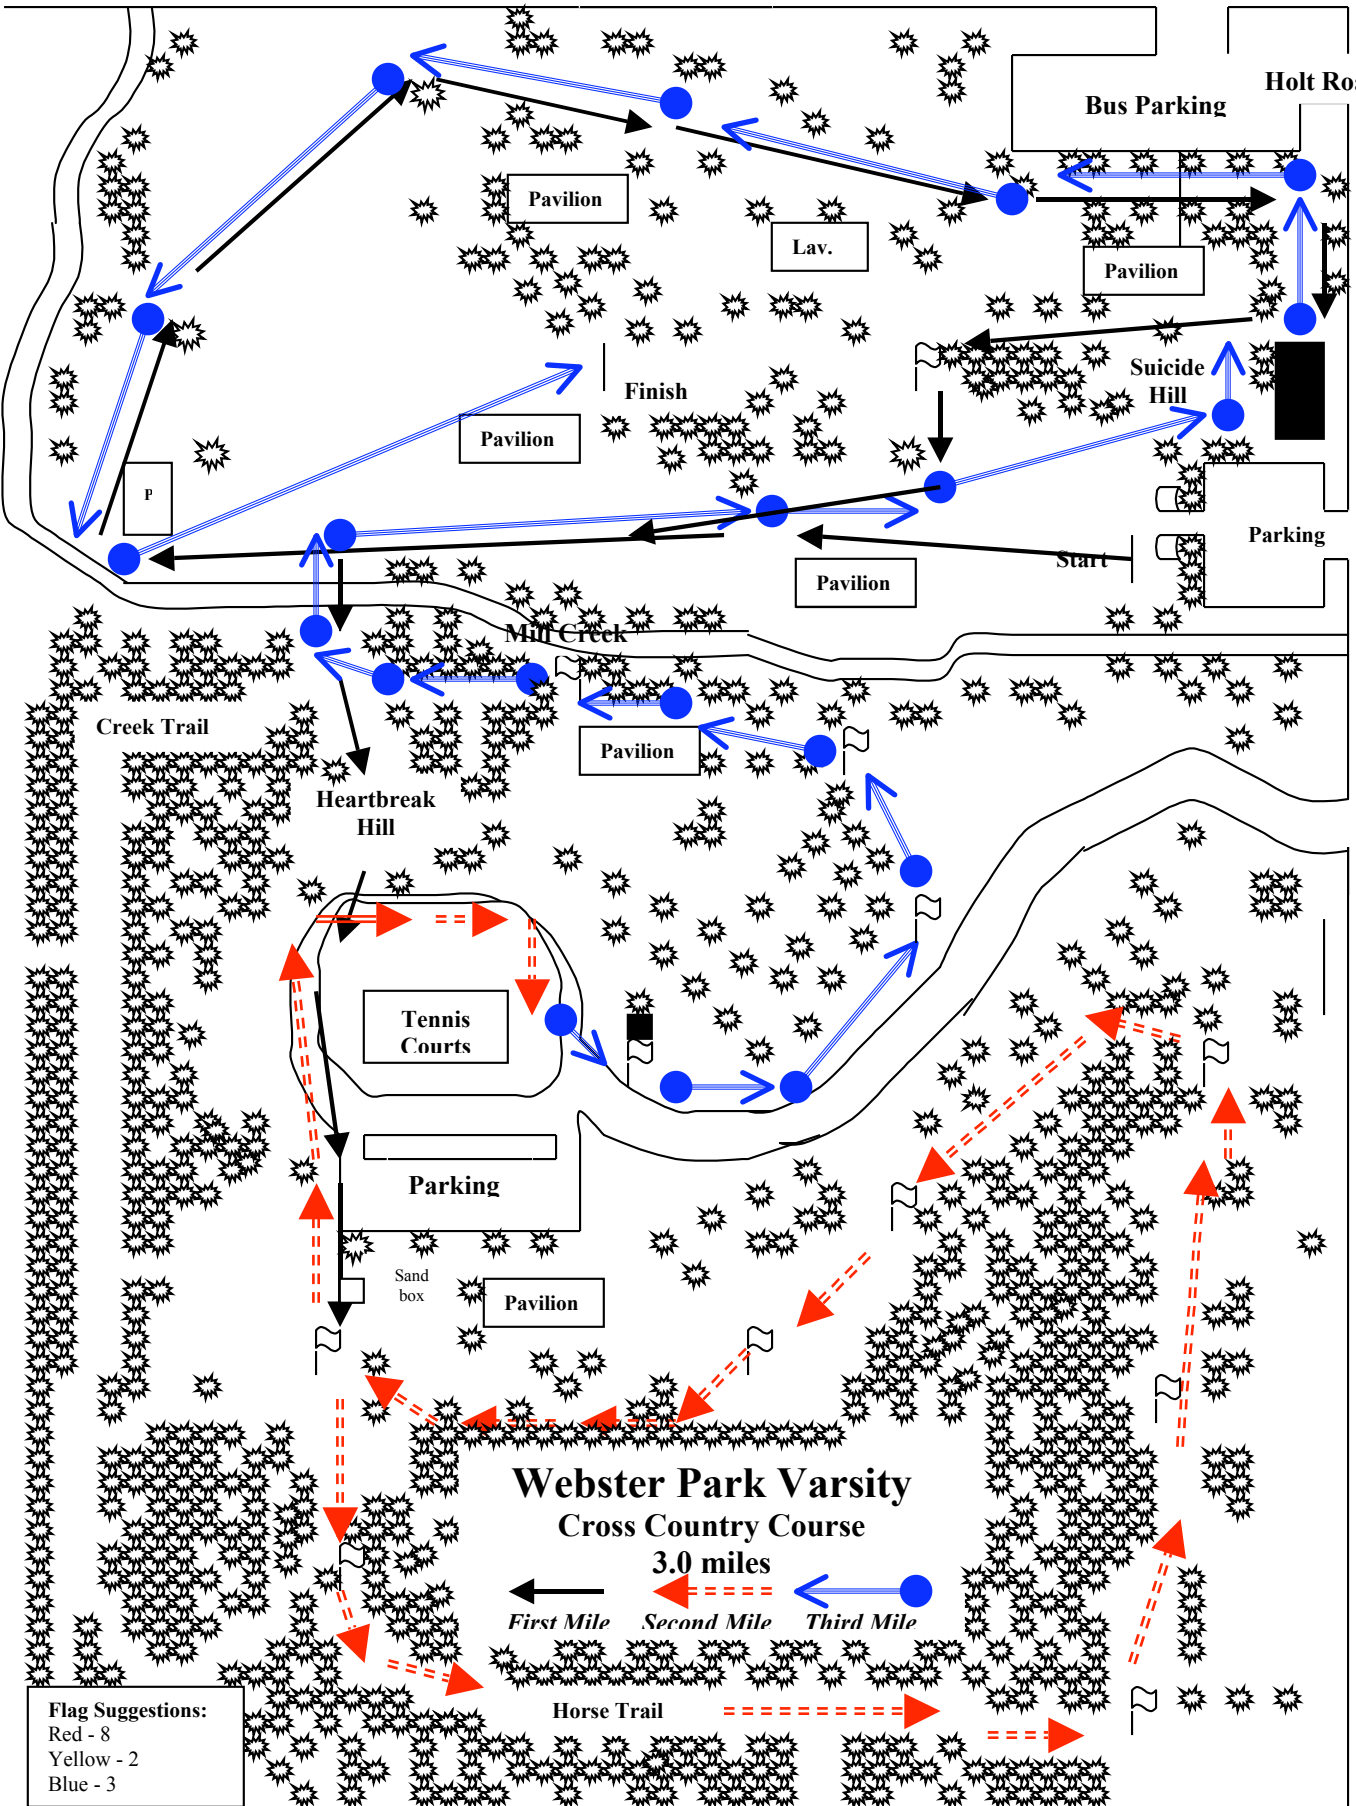 Holt Ro
Bus Parking
Pavilion
Lav.
Pavilion
Suicide
Hill
Finish
Pavilion
P
Parking
Start
Pavilion
Mill Creek
Creek Trail
Pavilion
Heartbreak
Hill
Tennis
Courts
Parking
Sand
box
Pavilion
Webster Park Varsity
Cross Country Course
3.0 miles
First Mile Second Mile Third Mile
Horse Trail
Flag Suggestions:
Red - 8
Yellow - 2
Blue - 3